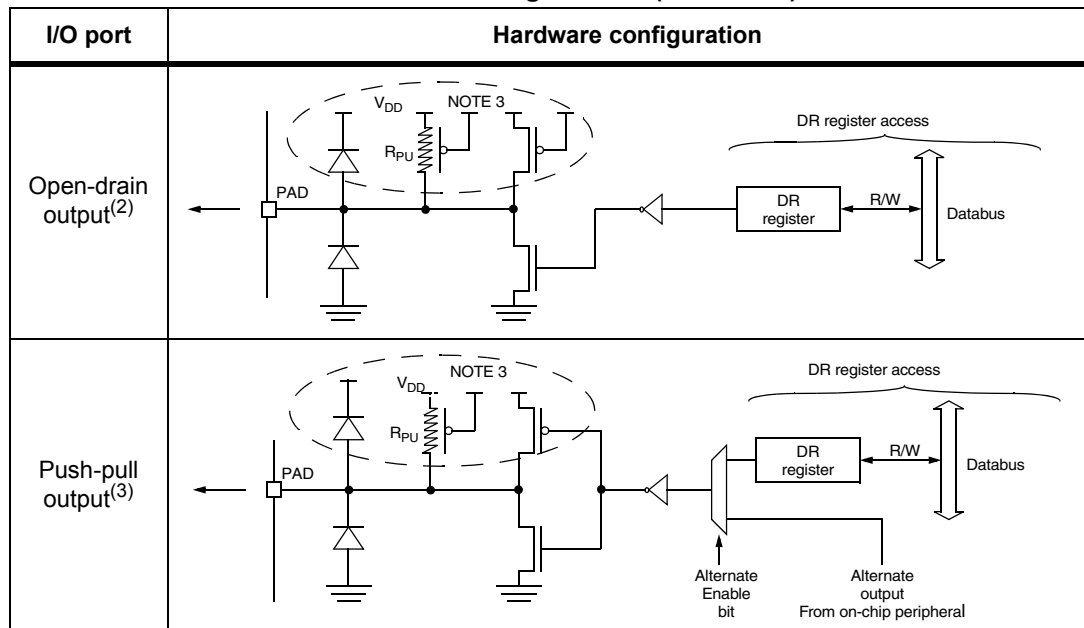 I/O port
Hardware configuration
Open-drain
output(2)
VDD
NOTE 3
RPU
PAD
DR register access
DR
register
R/W
Databus
Push-pull
output(3)
VDD
NOTE 3
RPU
PAD
DR register access
DR
register
R/W
Databus
Alternate
Enable
bit
Alternate
output
From on-chip peripheral